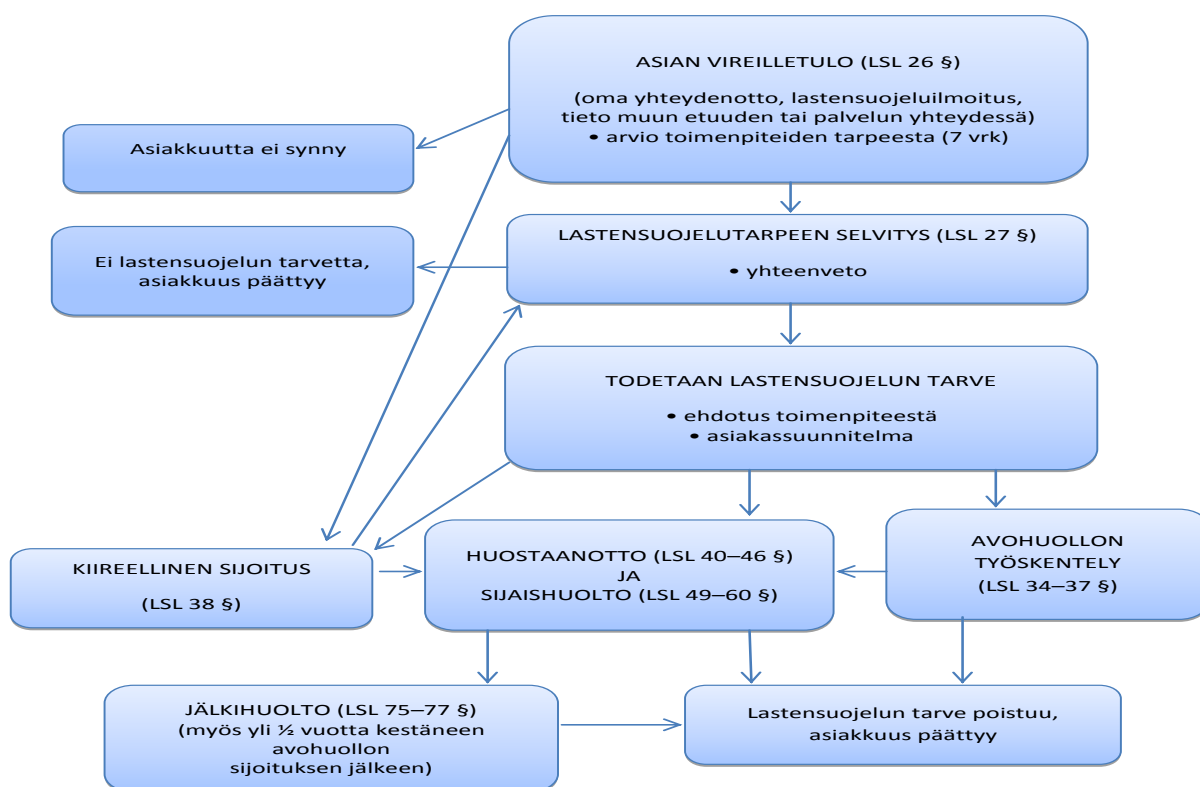 ASIAN VIREILLETULO (LSL 26 §)
(oma yhteydenotto, lastensuojeluilmoitus,
tieto muun etuuden tai palvelun yhteydessä)
• arvio toimenpiteiden tarpeesta (7 vrk)
Asiakkuutta ei synny
LASTENSUOJELUTARPEEN SELVITYS (LSL 27 §)
• yhteenveto
Ei lastensuojelun tarvetta,
asiakkuus päättyy
TODETAAN LASTENSUOJELUN TARVE
• ehdotus toimenpiteestä
• asiakassuunnitelma
KIIREELLINEN SIJOITUS
(LSL 38 §)
HUOSTAANOTTO (LSL 40–46 §)
JA
SIJAISHUOLTO (LSL 49–60 §)
AVOHUOLLON
TYÖSKENTELY
(LSL 34–37 §)
JÄLKIHUOLTO (LSL 75–77 §)
(myös yli ½ vuotta kestäneen
avohuollon
sijoituksen jälkeen)
Lastensuojelun tarve poistuu,
asiakkuus päättyy